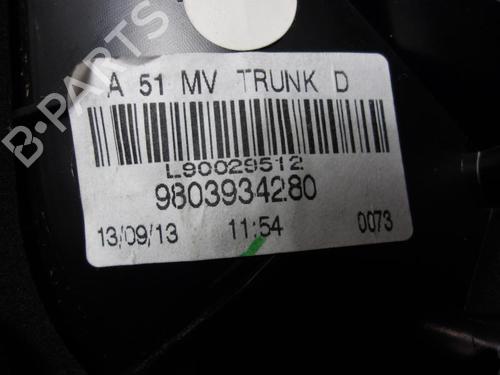 A 51 MV TRUNK D
L90029512
9803934280
13/09/13 11:54 0073
B-PARTS